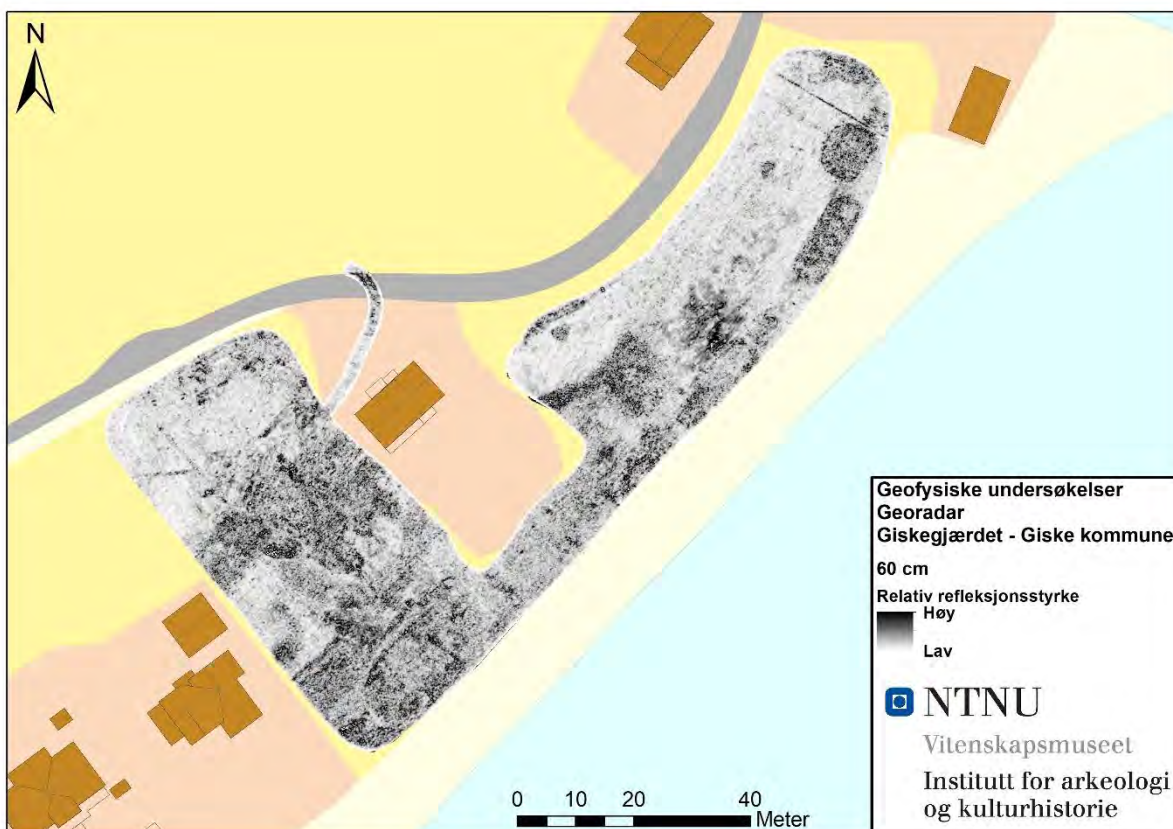 N
Geofysiske undersøkelser
Georadar
Giskegjærdet - Giske kommune
60 cm
Relativ refleksjonsstyrke
Høy
Lav
NTNU
Vitenskapsmuseet
Institutt for arkeologi
og kulturhistorie
0 10 20 40
Meter